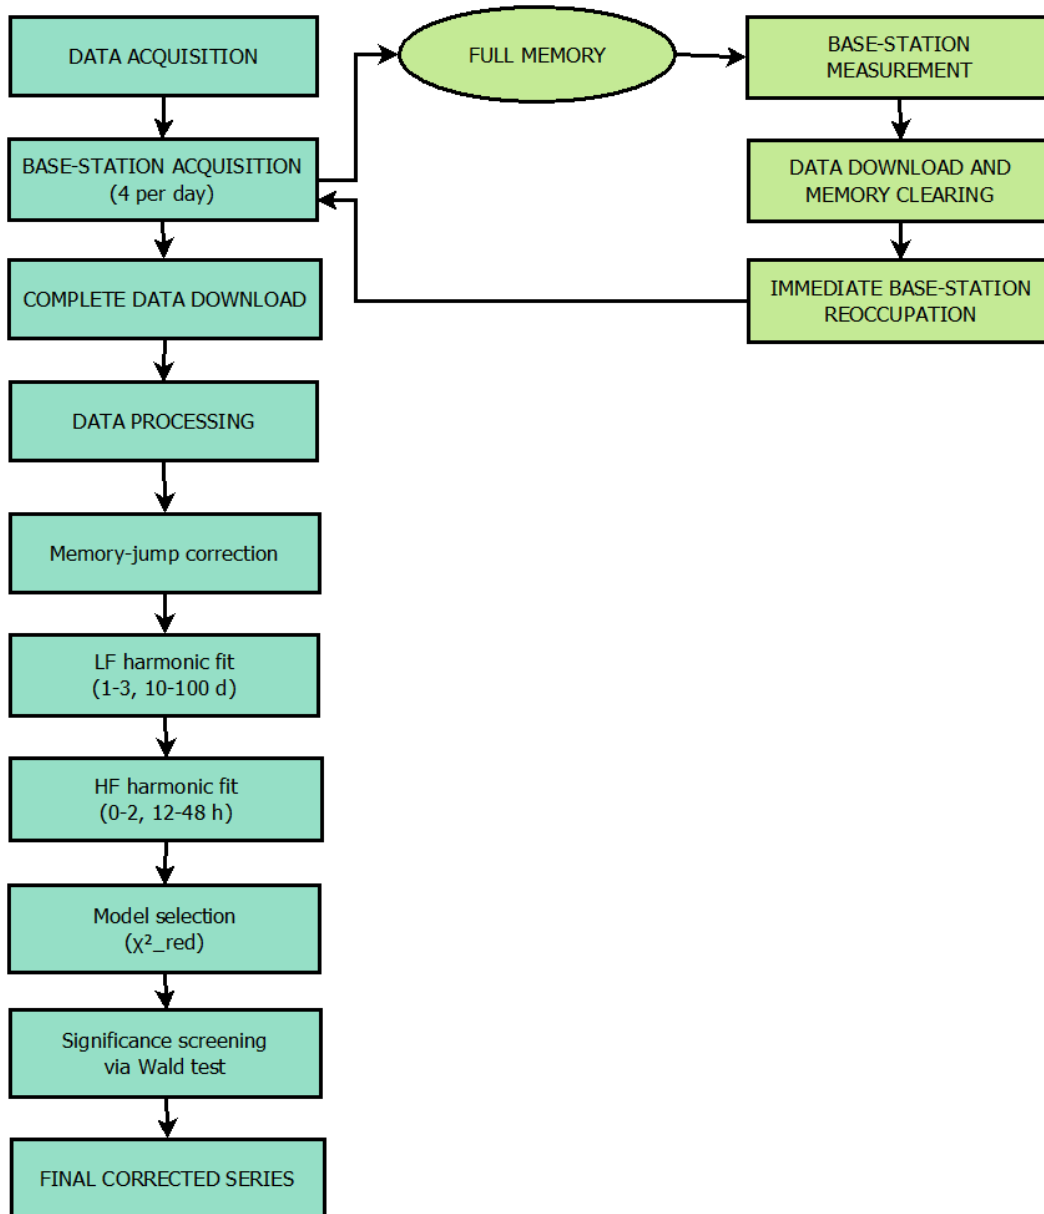 DATA ACQUISITION
FULL MEMORY
BASE-STATION
MEASUREMENT
BASE-STATION ACQUISITION
(4 per day)
DATA DOWNLOAD AND
MEMORY CLEARING
COMPLETE DATA DOWNLOAD
IMMEDIATE BASE-STATION
REOCCUPATION
DATA PROCESSING
Memory-jump correction
LF harmonic fit
(1-3, 10-100 d)
HF harmonic fit
(0-2, 12-48 h)
Model selection
(χ²_red)
Significance screening
via Wald test
FINAL CORRECTED SERIES